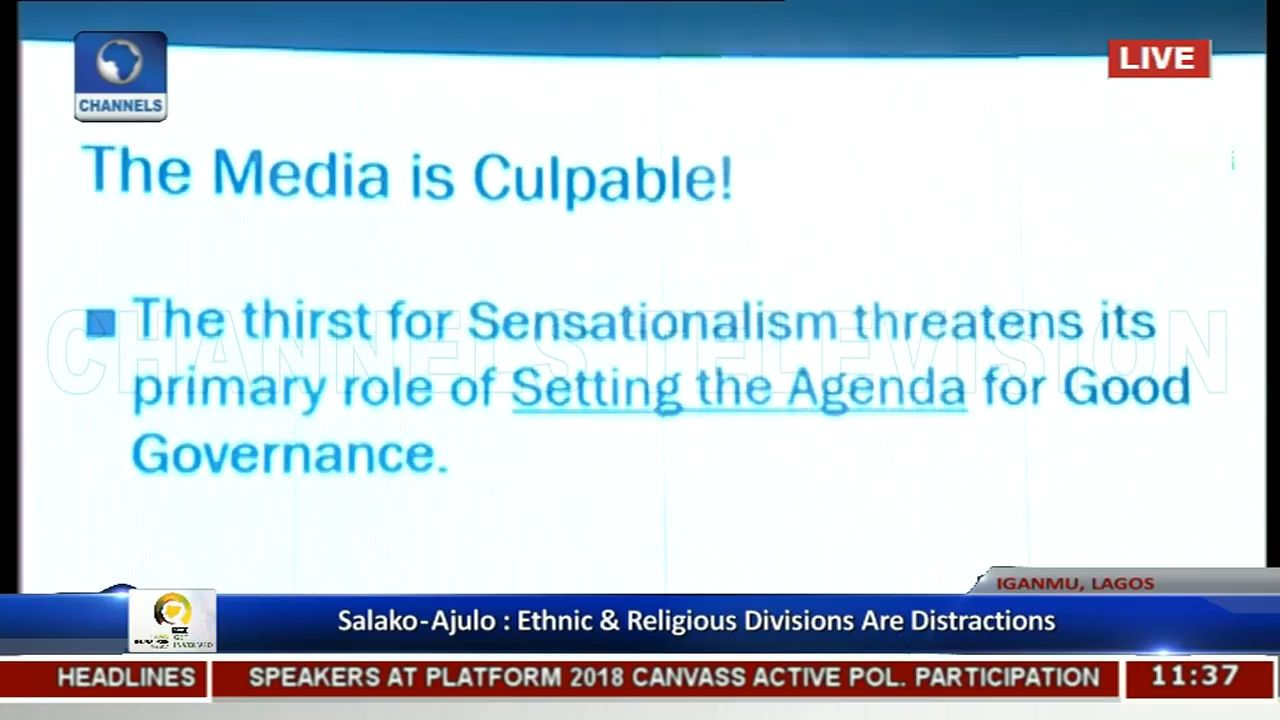 CHANNELS
LIVE
The Media is Culpable!
The thirst for Sensationalism threatens its
primary role of Setting the Agenda for Good
Governance.
CHANNELS TELEVISION
IGANMU, LAGOS
Salako-Ajulo : Ethnic & Religious Divisions Are Distractions
HEADLINES
SPEAKERS AT PLATFORM 2018 CANVASS ACTIVE POL. PARTICIPATION
11:37